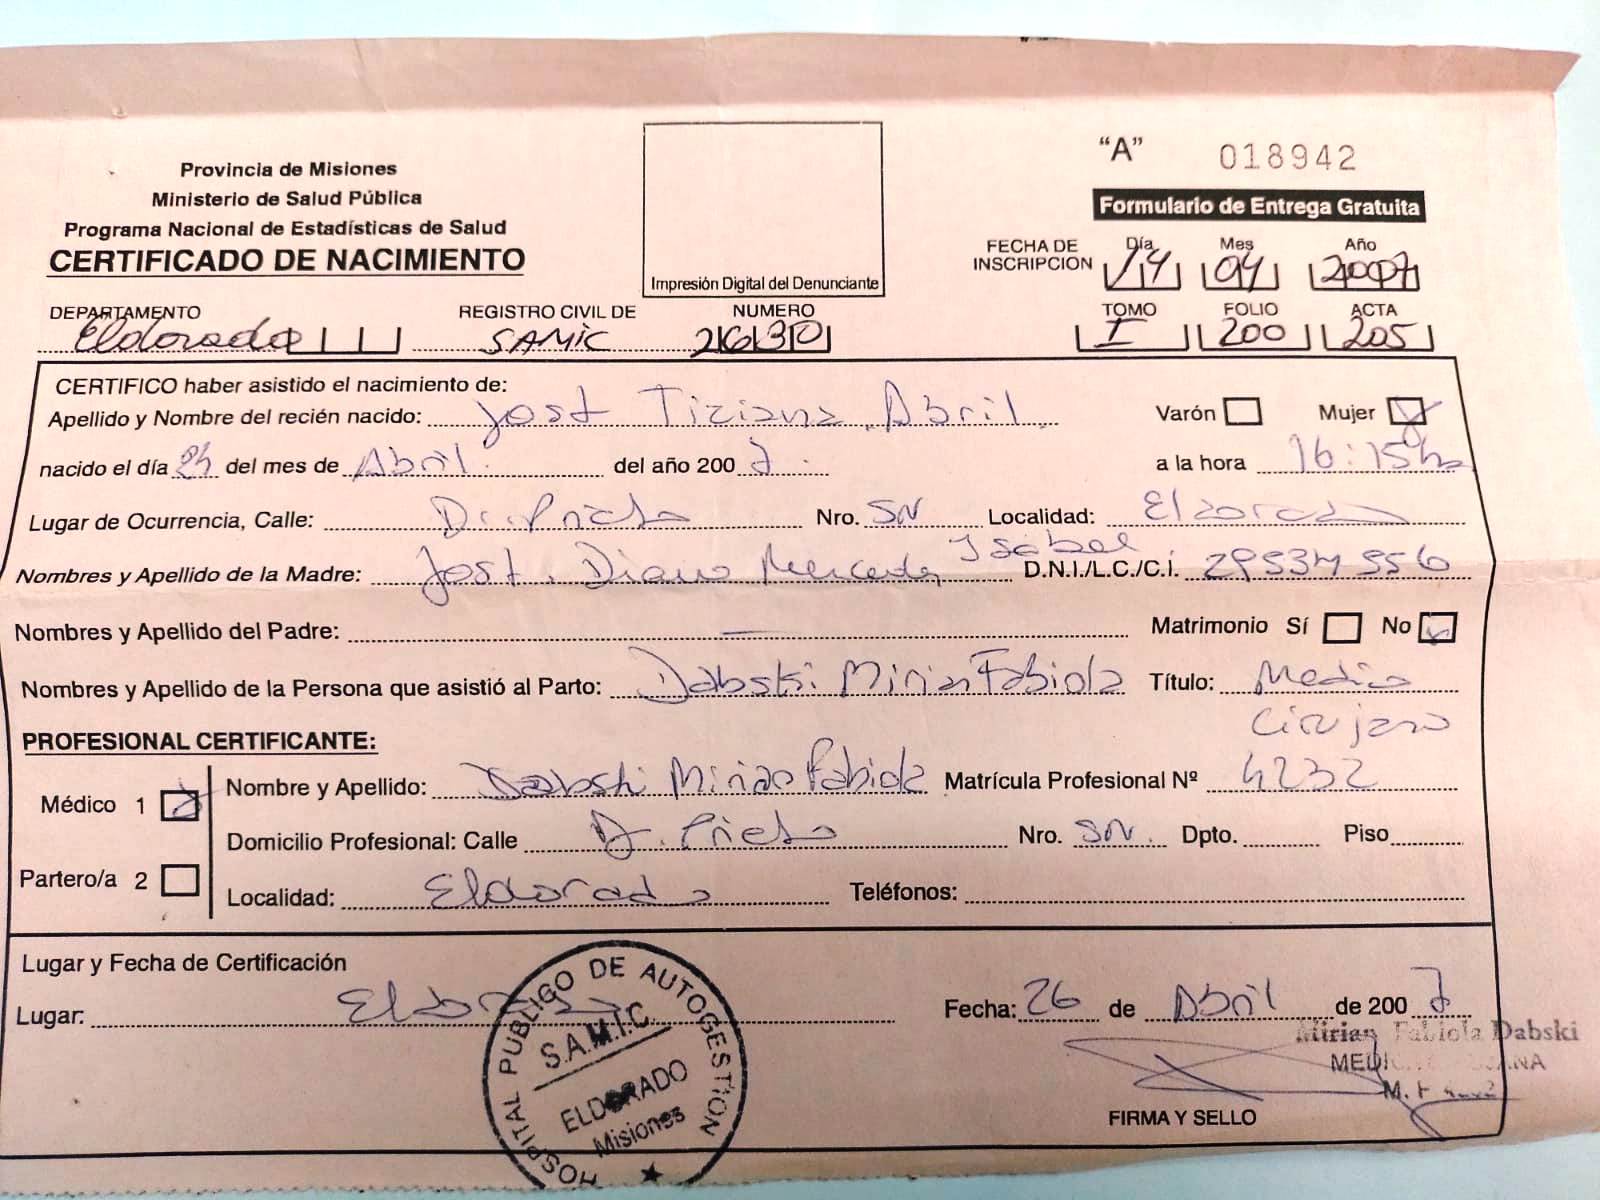 Provincia de Misiones
Ministerio de Salud Pública
Programa Nacional de Estadísticas de Salud
CERTIFICADO DE NACIMIENTO
Impresión Digital del Denunciante
"A" 018942
Formulario de Entrega Gratuita
FECHA DE INSCRIPCION Día Mes 04 Año 2007
DEPARTAMENTO Eldorado
REGISTRO CIVIL DE SAMIC
NUMERO 2630
TOMO I FOLIO 200 ACTA 205
CERTIFICO haber asistido el nacimiento de:
Apellido y Nombre del recién nacido: Jost Tiziana Abril Varón Mujer
nacido el día 24 del mes de Abril del año 2007 a la hora 16:15hs
Lugar de Ocurrencia, Calle: Dr. Prieto Nro. SN Localidad: Eldorado
Nombres y Apellido de la Madre: Jost, Diana Mercedes Isabel D.N.I./L.C./C.I. 29534556
Nombres y Apellido del Padre: — Matrimonio Sí No
Nombres y Apellido de la Persona que asistió al Parto: Dabski Mirian Fabiola Título: Medico
Cirujano
PROFESIONAL CERTIFICANTE:
Médico 1
Partero/a 2
Nombre y Apellido: Dabski Mirian Fabiola Matrícula Profesional Nº 4232
Domicilio Profesional: Calle D. Prieto Nro. SN. Dpto. Piso
Localidad: Eldorado Teléfonos:
Lugar y Fecha de Certificación
Lugar: Eldorado Fecha: 26 de Abril de 2007
HOSPITAL PUBLICO DE AUTOGESTION
S.A.M.I.C.
ELDORADO
Misiones
Mirian Fabiola Dabski
FIRMA Y SELLO